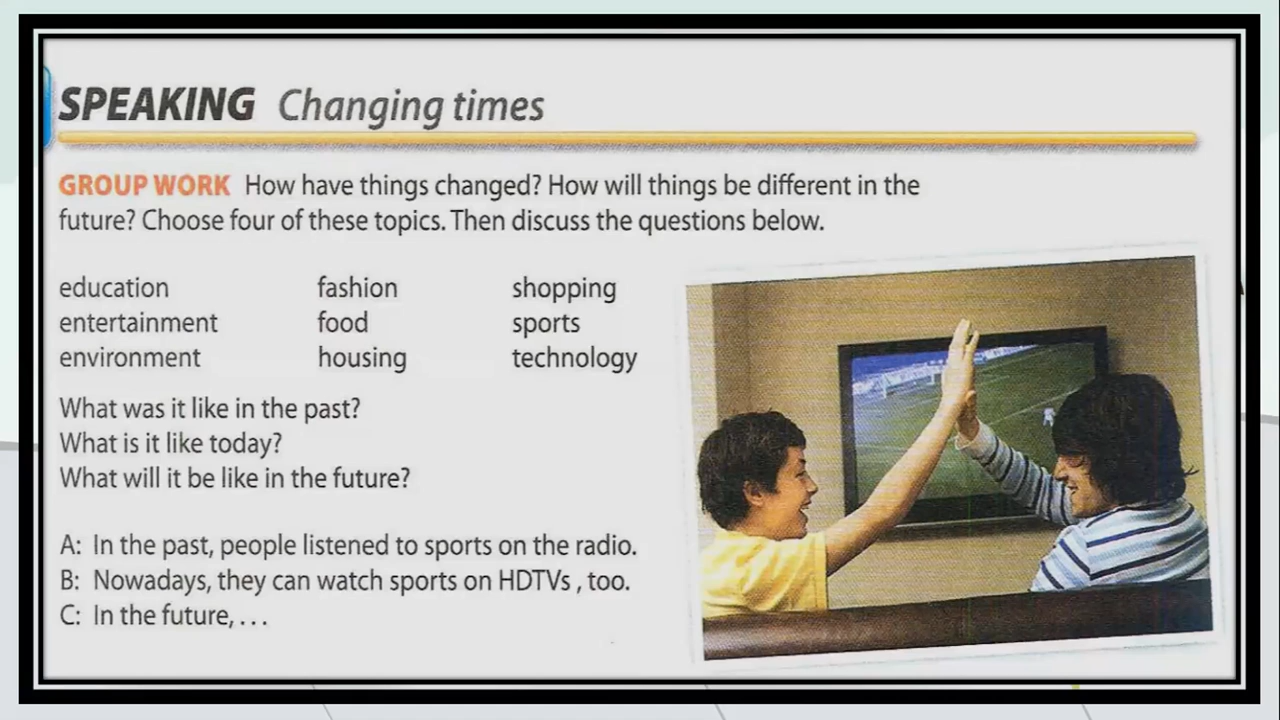 SPEAKING Changing times
GROUP WORK How have things changed? How will things be different in the
future? Choose four of these topics. Then discuss the questions below.
education fashion shopping
entertainment food sports
environment housing technology
What was it like in the past?
What is it like today?
What will it be like in the future?
A: In the past, people listened to sports on the radio.
B: Nowadays, they can watch sports on HDTVs , too.
C: In the future, . . .